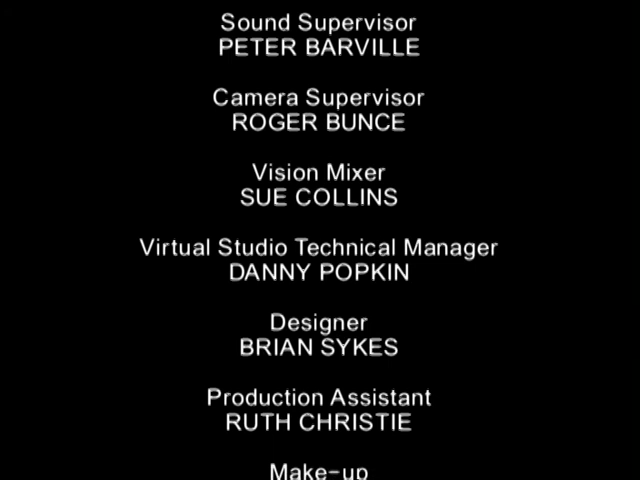 Sound Supervisor
PETER BARVILLE
Camera Supervisor
ROGER BUNCE
Vision Mixer
SUE COLLINS
Virtual Studio Technical Manager
DANNY POPKIN
Designer
BRIAN SYKES
Production Assistant
RUTH CHRISTIE
Make-up